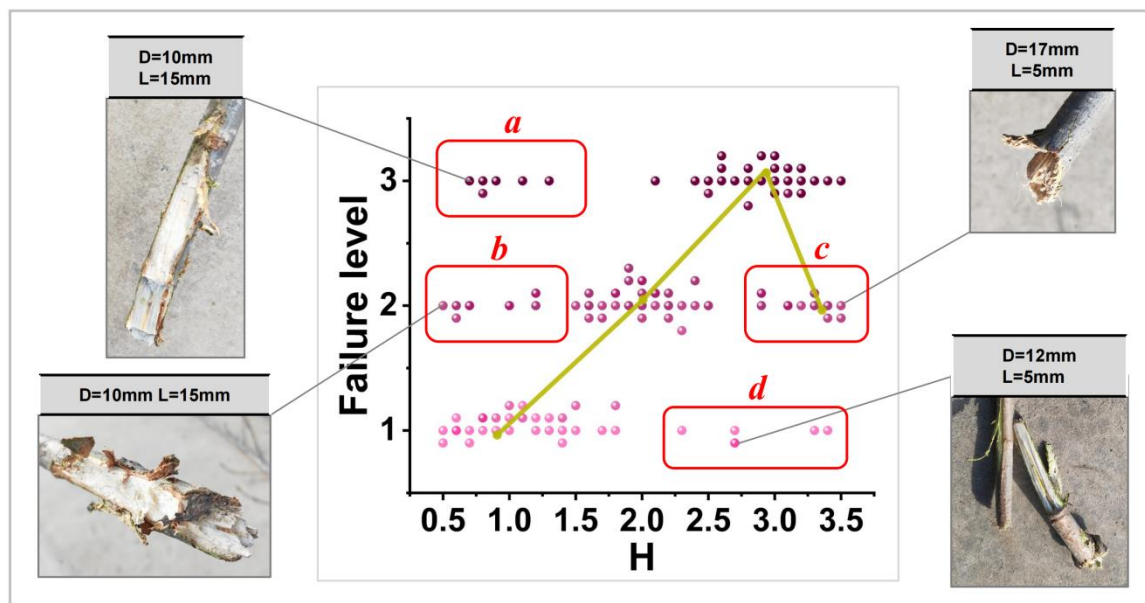 D=10mm
L=15mm
D=17mm
L=5mm
a
b
c
d
Failure level
3
2
1
0.5 1.0 1.5 2.0 2.5 3.0 3.5
H
D=10mm L=15mm
D=12mm
L=5mm